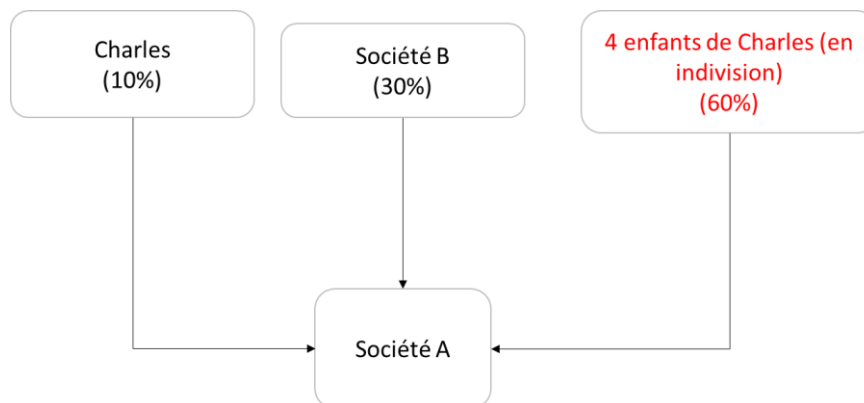 Charles
(10%)
Société B
(30%)
4 enfants de Charles (en
indivision)
(60%)
Société A